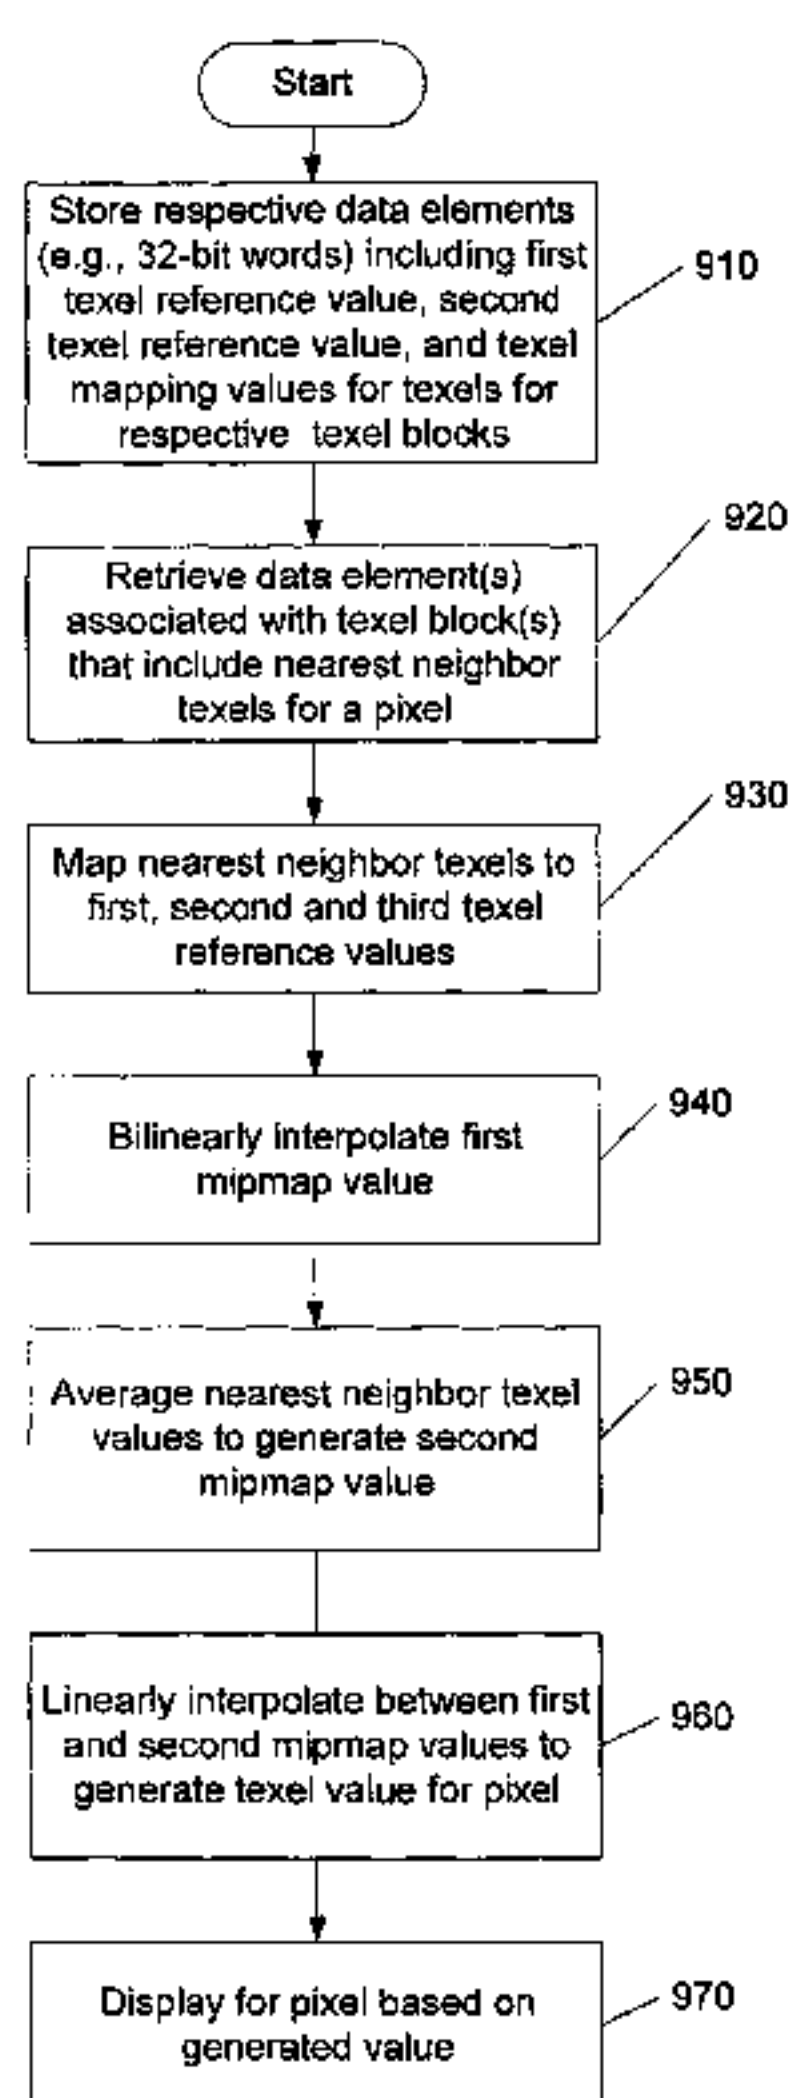 Start
Store respective data elements
(e.g., 32-bit words) including first
texel reference value, second
texel reference value, and texel
mapping values for texels for
respective texel blocks
910
Retrieve data element(s)
associated with texel block(s)
that include nearest neighbor
texels for a pixel
920
Map nearest neighbor texels to
first, second and third texel
reference values
930
Bilinearly interpolate first
mipmap value
940
Average nearest neighbor texel
values to generate second
mipmap value
950
Linearly interpolate between first
and second mipmap values to
generate texel value for pixel
960
Display for pixel based on
generated value
970